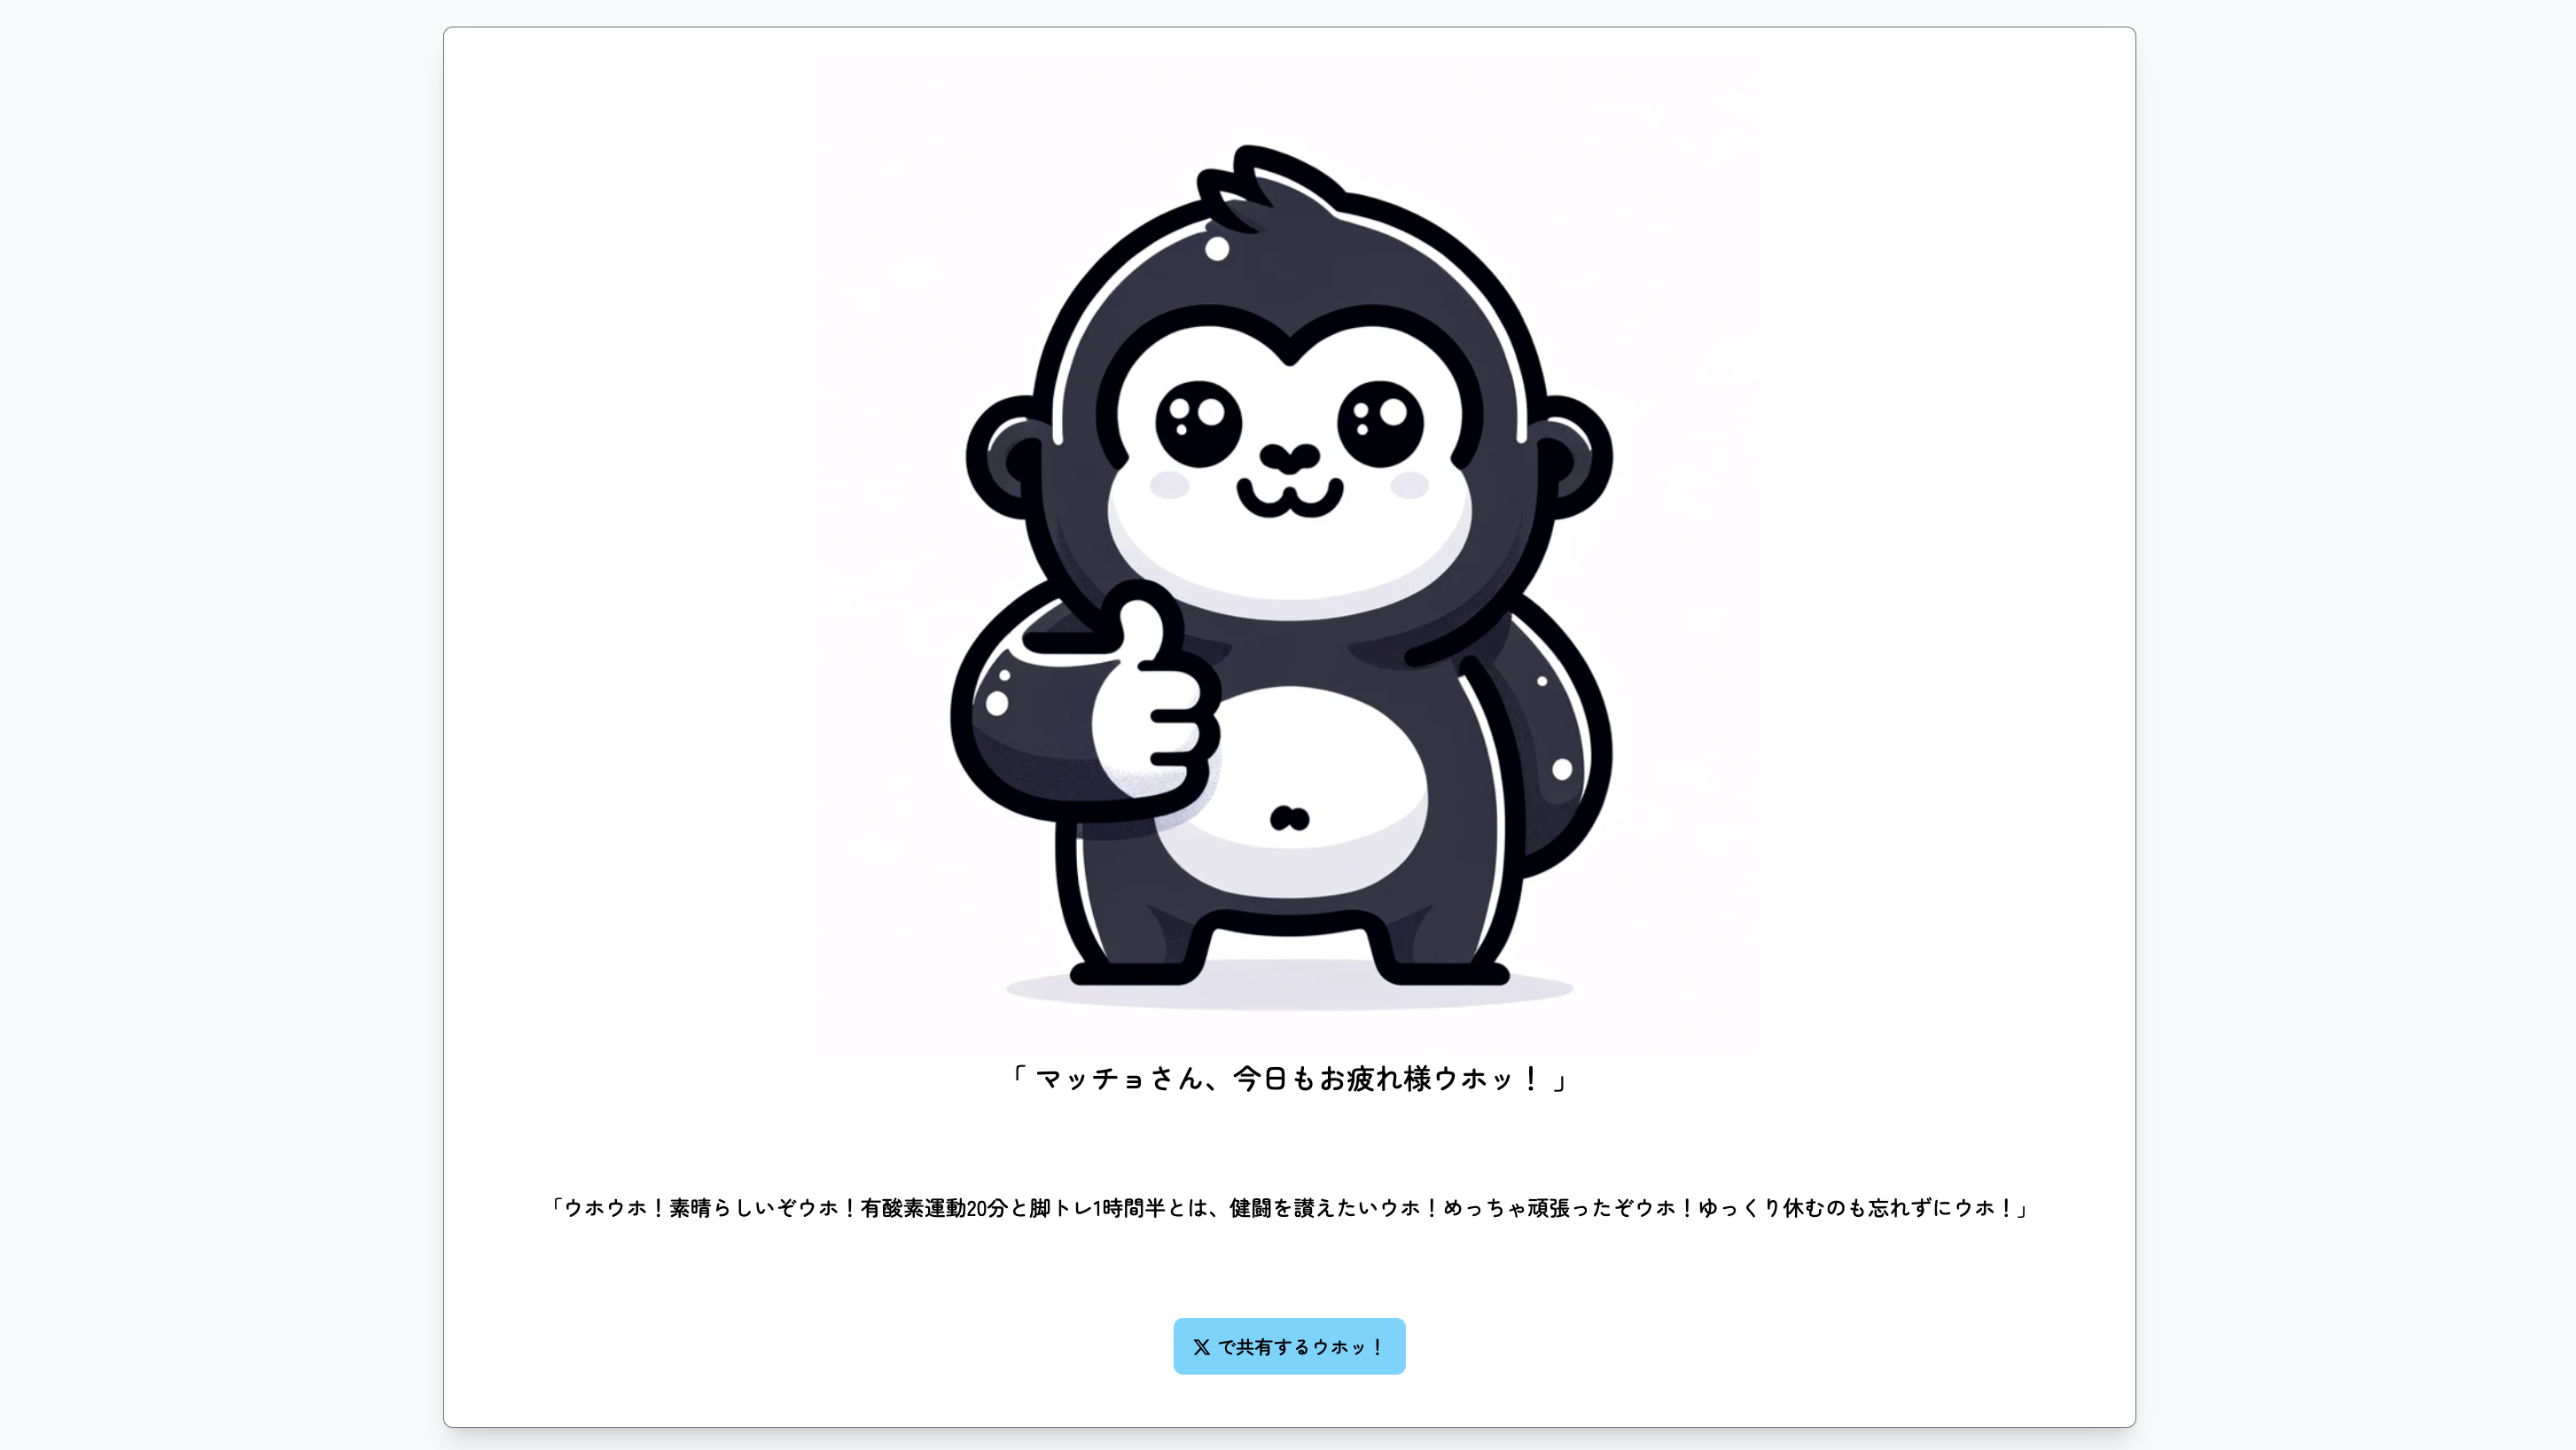 「 マッチョさん、今日もお疲れ様ウホッ！ 」
「ウホウホ！素晴らしいぞウホ！有酸素運動20分と脚トレ1時間半とは、健闘を讃えたいウホ！めっちゃ頑張ったぞウホ！ゆっくり休むのも忘れずにウホ！」
X で共有するウホッ！